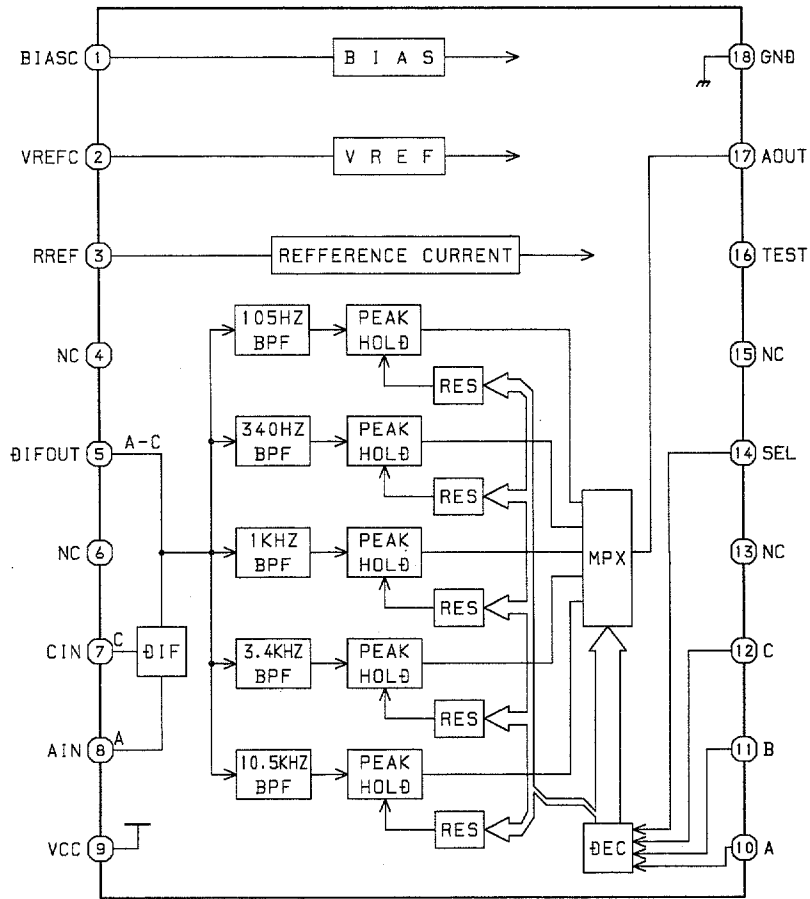 BIASC 1 B I A S 18 GND
VREFC 2 V R E F 17 AOUT
RREF 3 REFFERENCE CURRENT 16 TEST
105HZ BPF
PEAK HOLD
NC 4
15 NC
RES
A-C
DIFOUT 5
340HZ BPF
PEAK HOLD
14 SEL
RES
NC 6
1KHZ BPF
PEAK HOLD
MPX
13 NC
RES
CIN 7 C DIF
3.4KHZ BPF
PEAK HOLD
12 C
RES
AIN 8 A
10.5KHZ BPF
PEAK HOLD
11 B
RES
VCC 9
DEC
10 A